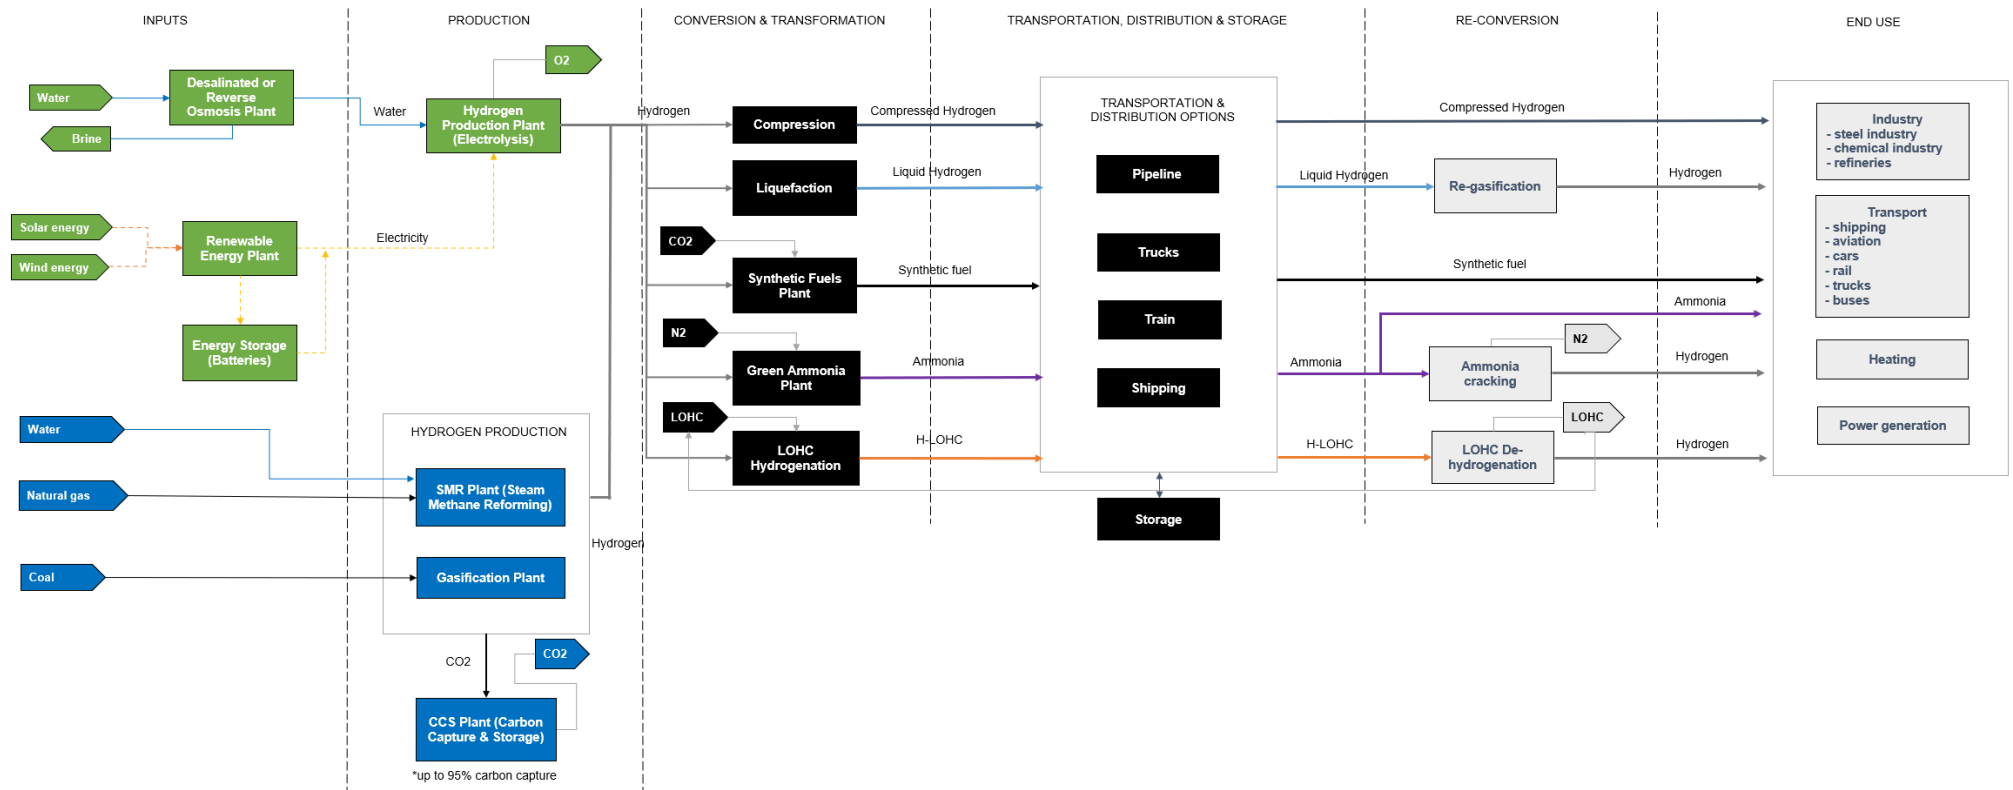 INPUTS
PRODUCTION
CONVERSION & TRANSFORMATION
TRANSPORTATION, DISTRIBUTION & STORAGE
RE-CONVERSION
END USE
Water
Desalinated or
Reverse
Osmosis Plant
Brine
Solar energy
Wind energy
Renewable
Energy Plant
Energy Storage
(Batteries)
Water
Natural gas
Coal
Water
O2
Hydrogen
Production Plant
(Electrolysis)
Electricity
HYDROGEN PRODUCTION
SMR Plant (Steam
Methane Reforming)
Gasification Plant
Hydrogen
CO2
CO2
CCS Plant (Carbon
Capture & Storage)
*up to 95% carbon capture
Hydrogen
Compression
Liquefaction
CO2
Synthetic Fuels
Plant
N2
Green Ammonia
Plant
LOHC
LOHC
Hydrogenation
Compressed Hydrogen
Liquid Hydrogen
Synthetic fuel
Ammonia
H-LOHC
TRANSPORTATION &
DISTRIBUTION OPTIONS
Pipeline
Trucks
Train
Shipping
Storage
Compressed Hydrogen
Liquid Hydrogen
Re-gasification
Hydrogen
Synthetic fuel
Ammonia
Ammonia
N2
Ammonia
cracking
Hydrogen
H-LOHC
LOHC
LOHC De-
hydrogenation
Hydrogen
Industry
- steel industry
- chemical industry
- refineries
Transport
- shipping
- aviation
- cars
- rail
- trucks
- buses
Heating
Power generation